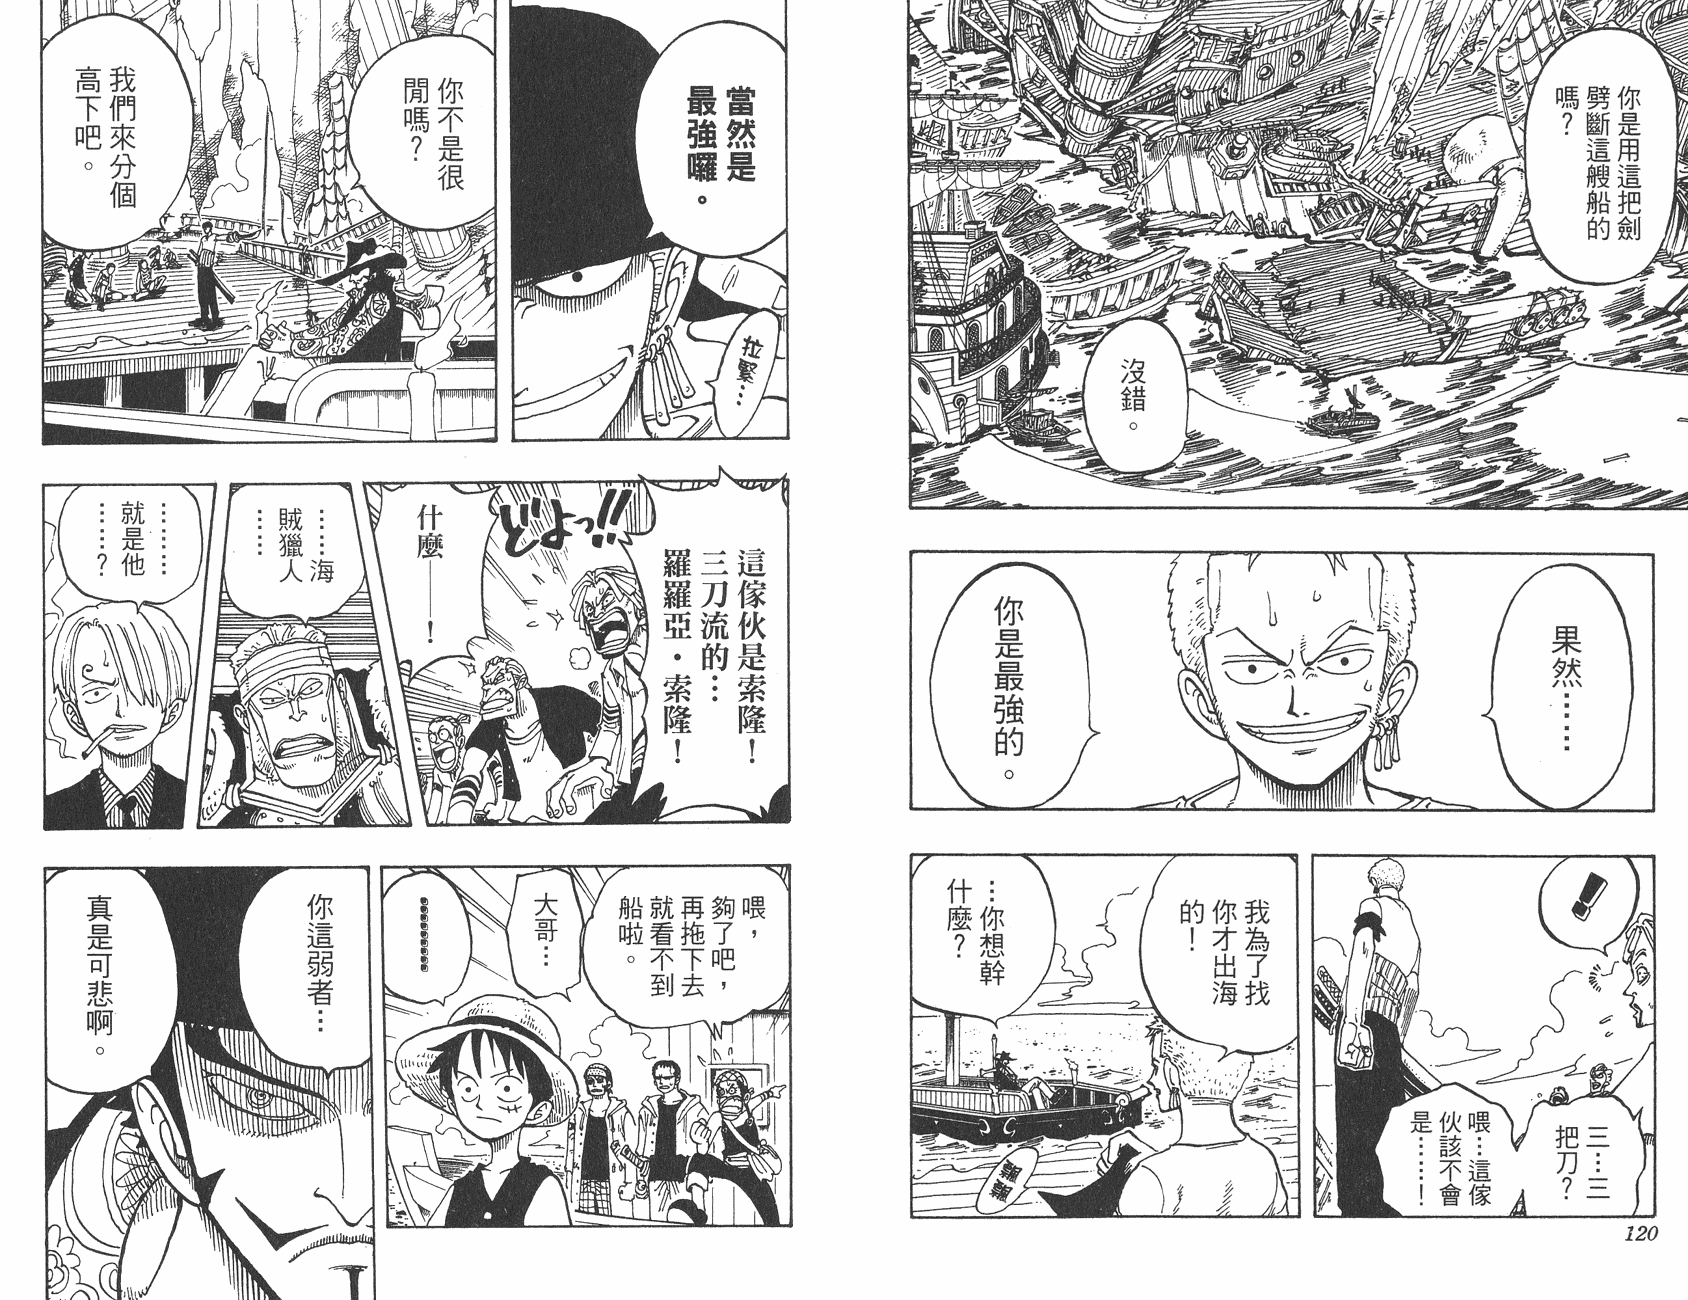 你是用這把劍
劈斷這艘船的
嗎？
沒錯。
果然……
你是最強的。
！
三…三
把刀？
喂…這傢
伙該不會
是……！
我為了找
你才出海
的！
…你想幹
什麼？
120
當然是
最強囉。
拉緊…
你不是很
閒嗎？
我們來分個
高下吧。
這傢伙是索隆！
三刀流的…
羅羅亞・索隆！
どよっ!!
什麼——！
……海
賊獵人
……
………
就是他
……？
喂，
夠了吧，
再拖下去
就看不到
船啦。
大哥…
…………
你這弱者…
真是可悲啊。